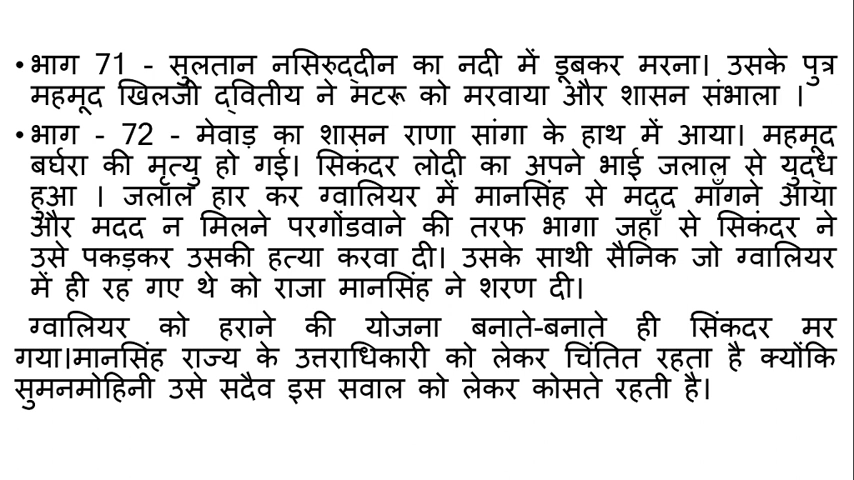 • भाग 71 - सुलतान नसिरुद्दीन का नदी में डूबकर मरना। उसके पुत्र
महमूद खिलजी द्वितीय ने मटरू को मरवाया और शासन संभाला ।
• भाग - 72 - मेवाड़ का शासन राणा सांगा के हाथ में आया। महमूद
बर्घरा की मृत्यु हो गई। सिकंदर लोदी का अपने भाई जलाल से युद्ध
हुआ । जलाल हार कर ग्वालियर में मानसिंह से मदद माँगने आया
और मदद न मिलने परगोंडवाने की तरफ भागा जहाँ से सिकंदर ने
उसे पकड़कर उसकी हत्या करवा दी। उसके साथी सैनिक जो ग्वालियर
में ही रह गए थे को राजा मानसिंह ने शरण दी।
ग्वालियर को हराने की योजना बनाते-बनाते ही सिंकदर मर
गया।मानसिंह राज्य के उत्तराधिकारी को लेकर चिंतित रहता है क्योंकि
सुमनमोहिनी उसे सदैव इस सवाल को लेकर कोसते रहती है।